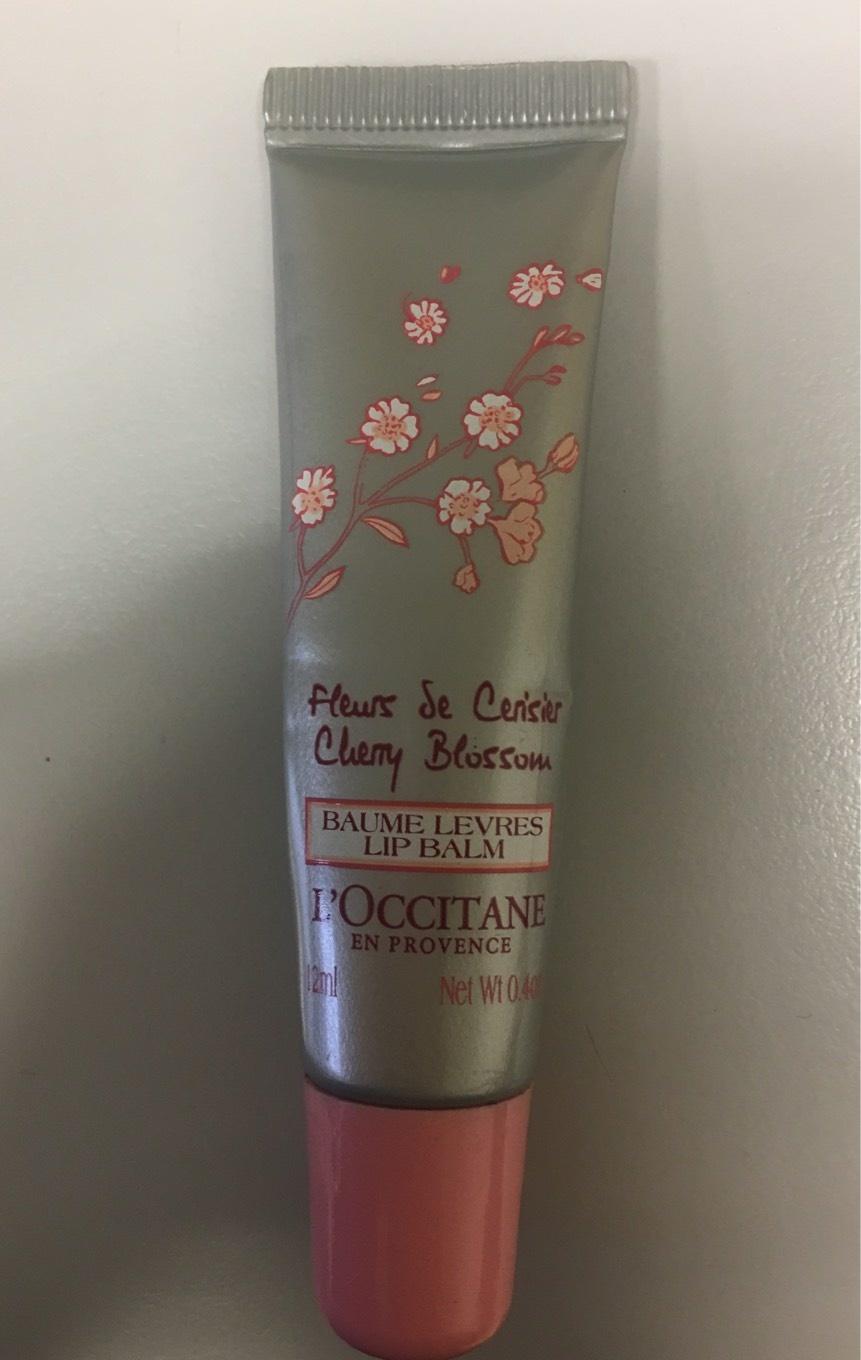 Fleurs de Cerisier
Cherry Blossom
BAUME LEVRES
LIP BALM
L'OCCITANE
EN PROVENCE
12ml
Net Wt